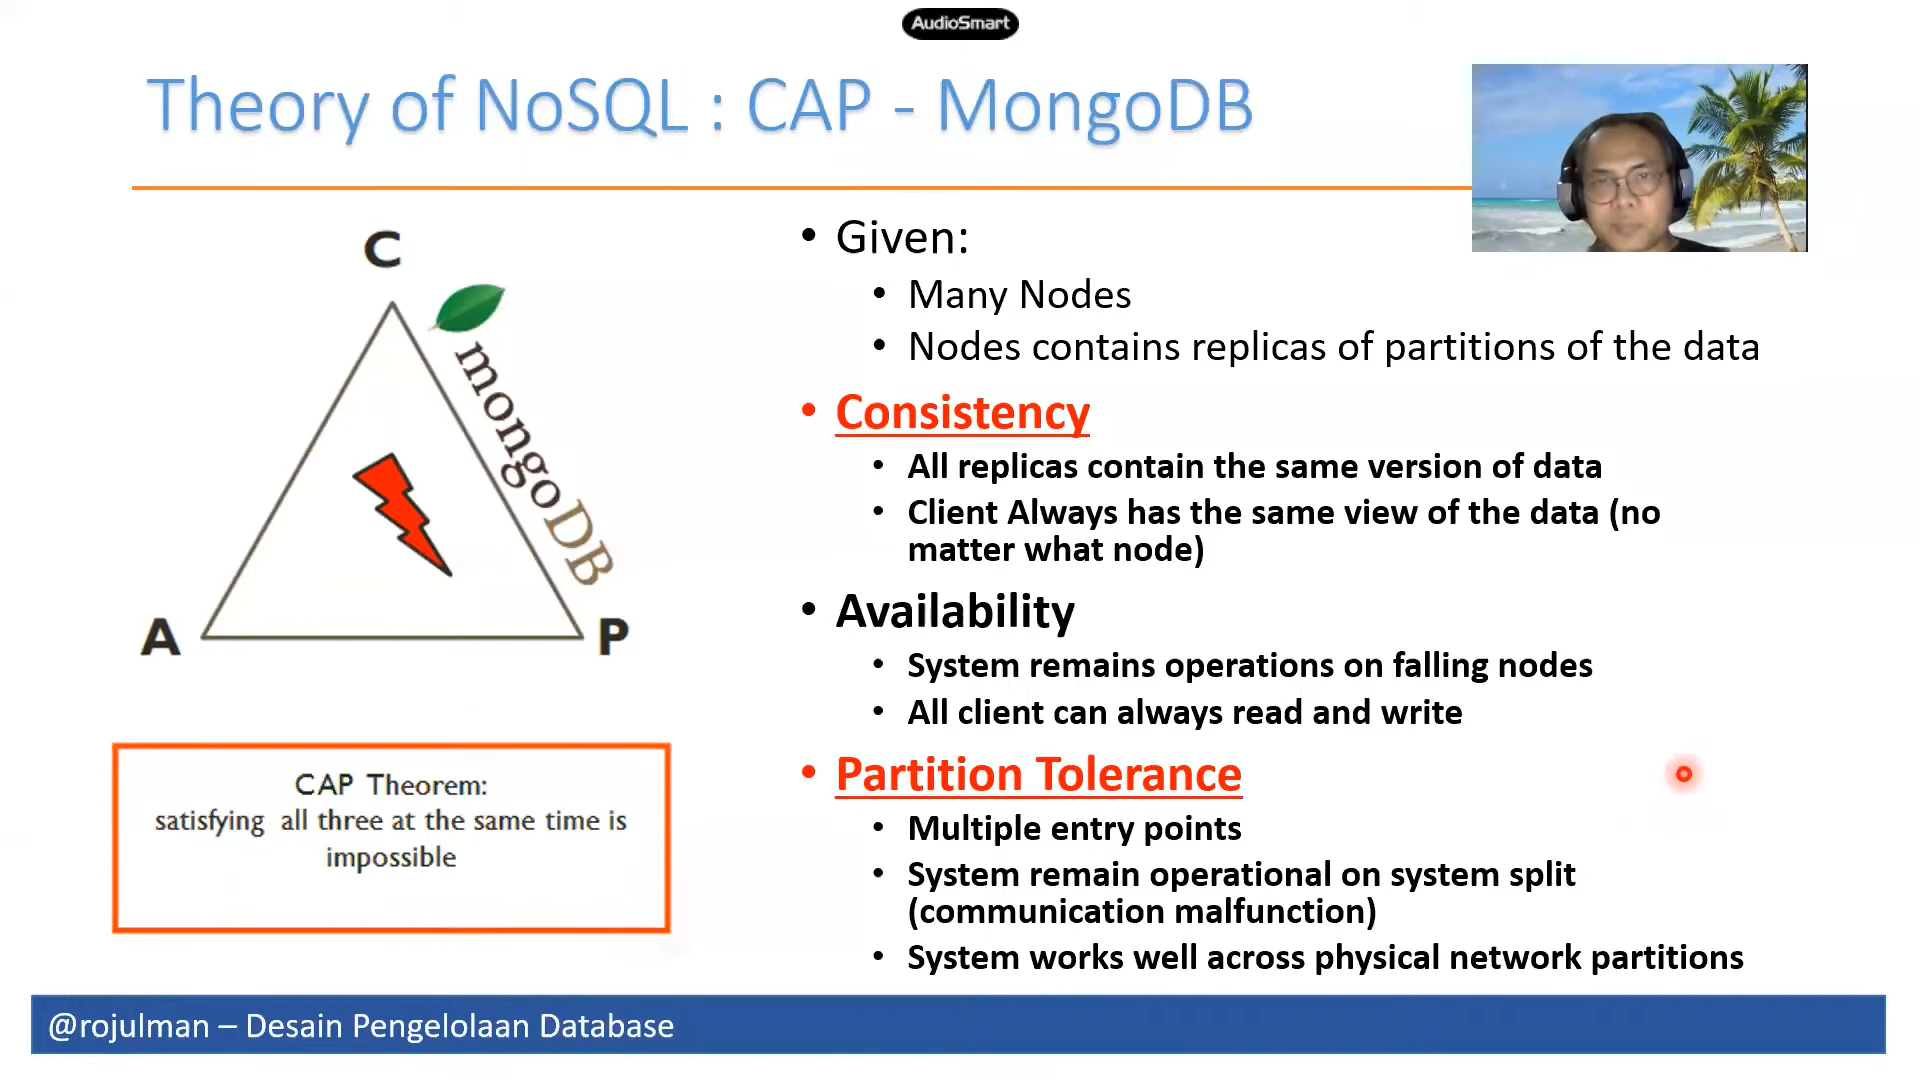 AudioSmart
Theory of NoSQL : CAP - MongoDB
C
mongoDB
A
P
CAP Theorem:
satisfying all three at the same time is
impossible
• Given:
• Many Nodes
• Nodes contains replicas of partitions of the data
• Consistency
• All replicas contain the same version of data
• Client Always has the same view of the data (no
matter what node)
• Availability
• System remains operations on falling nodes
• All client can always read and write
• Partition Tolerance
• Multiple entry points
• System remain operational on system split
(communication malfunction)
• System works well across physical network partitions
@rojulman – Desain Pengelolaan Database